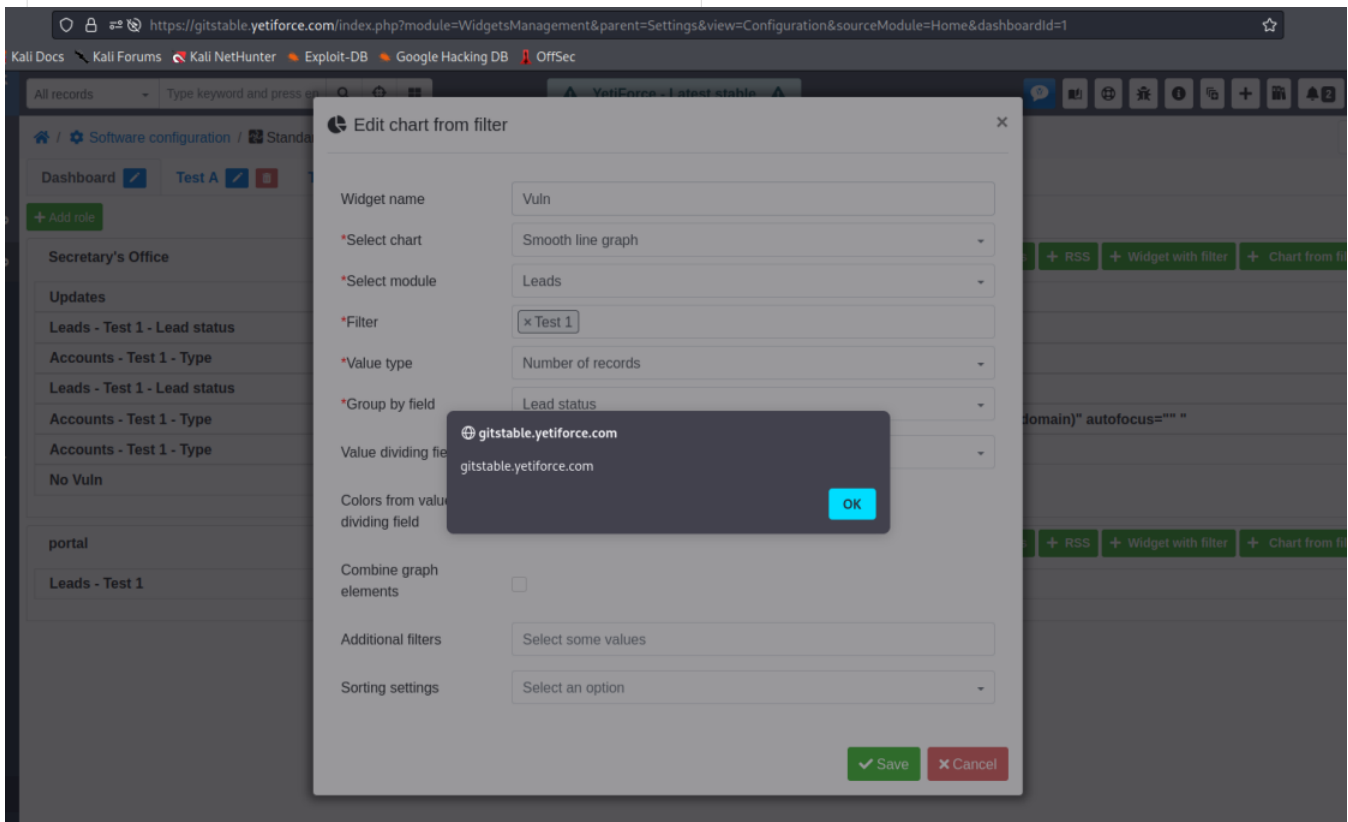 https://gitstable.yetiforce.com/index.php?module=WidgetsManagement&parent=Settings&view=Configuration&sourceModule=Home&dashboardId=1
Kali Docs Kali Forums Kali NetHunter Exploit-DB Google Hacking DB OffSec
All records Type keyword and press en YetiForce - Latest stable 2
Edit chart from filter ×
/ Software configuration / Standa
Dashboard Test A
+ Add role
Widget name Vuln
*Select chart Smooth line graph
Secretary's Office + RSS + Widget with filter + Chart from fil
*Select module Leads
Updates
*Filter × Test 1
Leads - Test 1 - Lead status
Accounts - Test 1 - Type
*Value type Number of records
Leads - Test 1 - Lead status
*Group by field Lead status
Accounts - Test 1 - Type domain)" autofocus="" "
gitstable.yetiforce.com
Accounts - Test 1 - Type
Value dividing fie
gitstable.yetiforce.com
No Vuln
Colors from valu
dividing field
OK
portal + RSS + Widget with filter + Chart from fil
Combine graph
elements
Leads - Test 1
Additional filters Select some values
Sorting settings Select an option
Save × Cancel